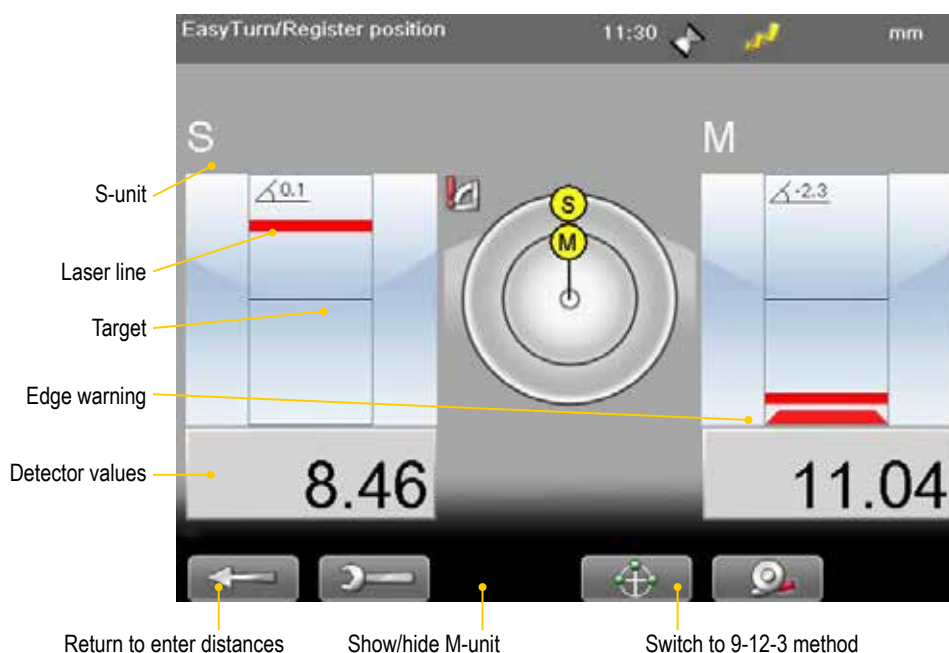 EasyTurn/Register position 11:30 mm
S M
S-unit
0.1
-2.3
S
M
Laser line
Target
Edge warning
Detector values
8.46
11.04
Return to enter distances Show/hide M-unit Switch to 9-12-3 method